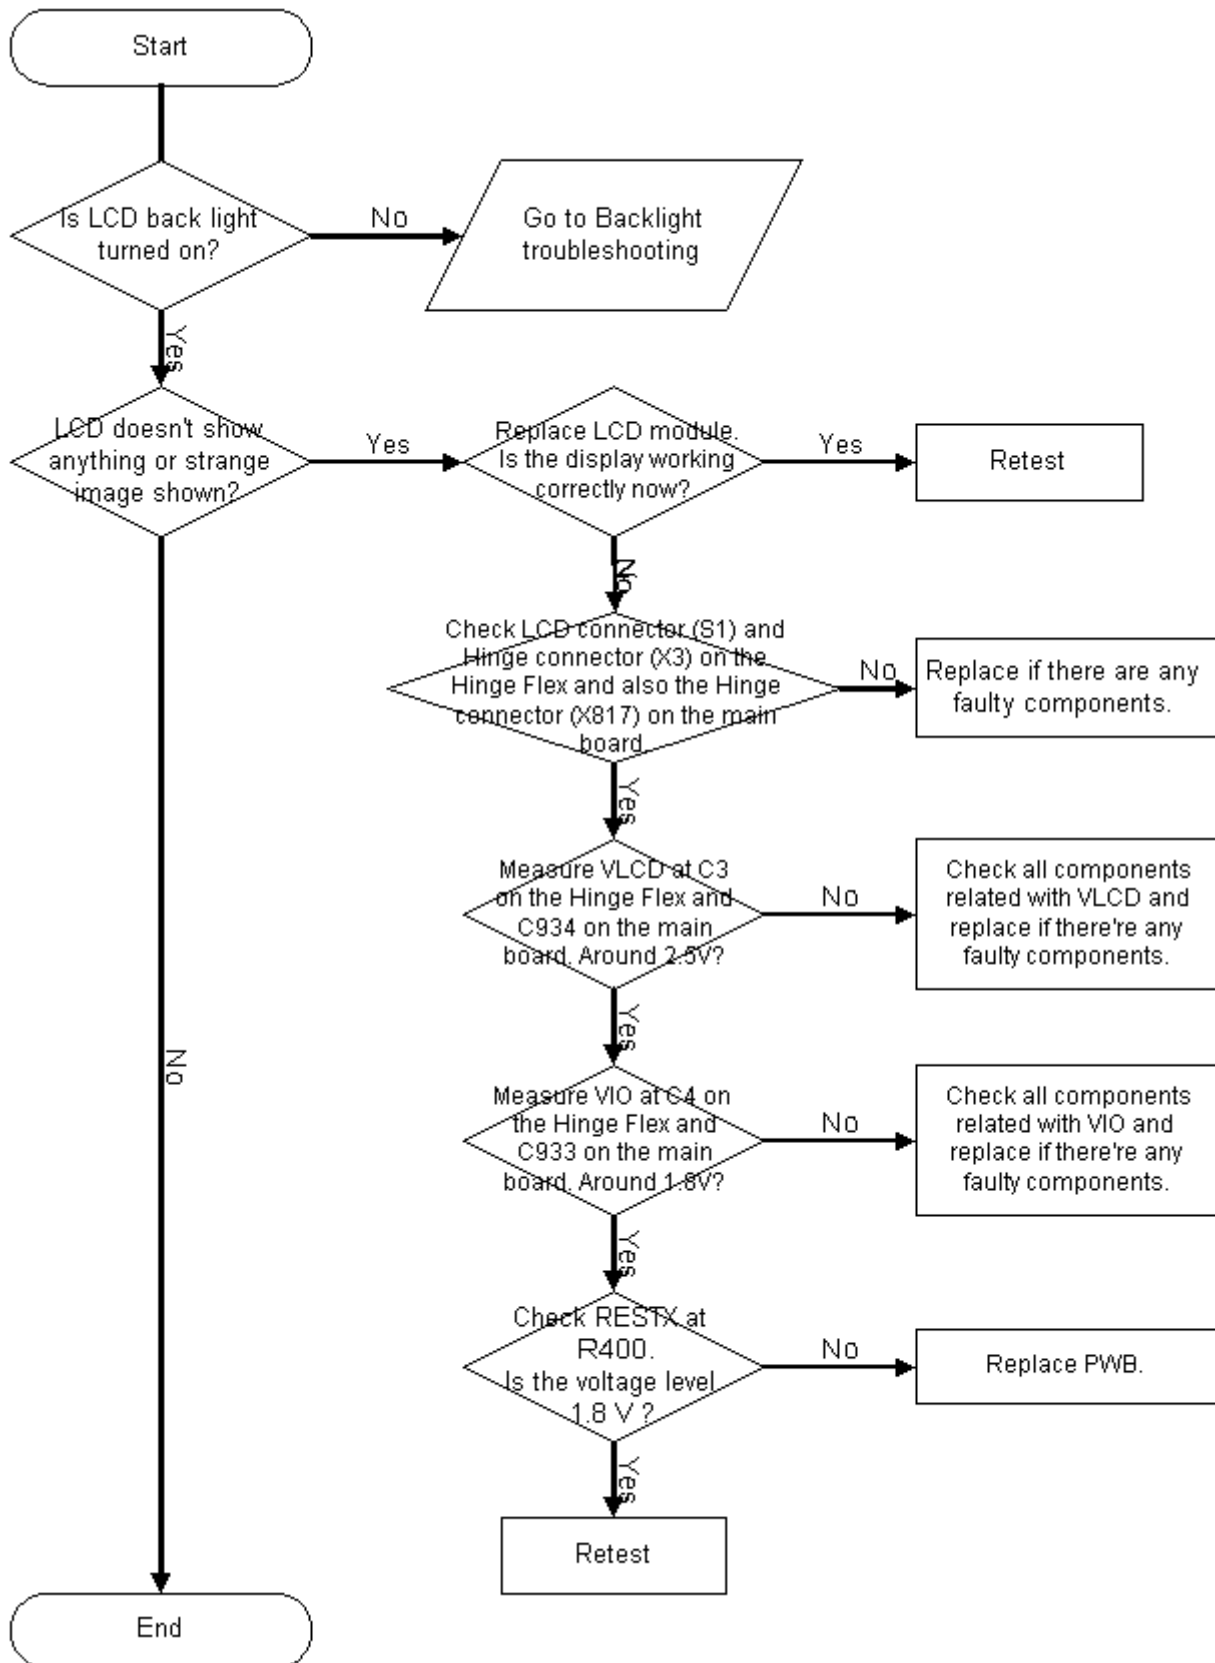 Start
Is LCD back light
turned on?
No
Go to Backlight
troubleshooting
Yes
LCD doesn't show
anything or strange
image shown?
Yes
Replace LCD module.
Is the display working
correctly now?
Yes
Retest
No
Check LCD connector (S1) and
Hinge connector (X3) on the
Hinge Flex and also the Hinge
connector (X817) on the main
board.
No
Replace if there are any
faulty components.
Yes
Measure VLCD at C3
on the Hinge Flex and
C934 on the main
board. Around 2.5V?
No
Check all components
related with VLCD and
replace if there're any
faulty components.
Yes
No
Measure VIO at C4 on
the Hinge Flex and
C933 on the main
board. Around 1.8V?
No
Check all components
related with VIO and
replace if there're any
faulty components.
Yes
Check RESTX at
R400.
Is the voltage level
1.8 V ?
No
Replace PWB.
Yes
Retest
End